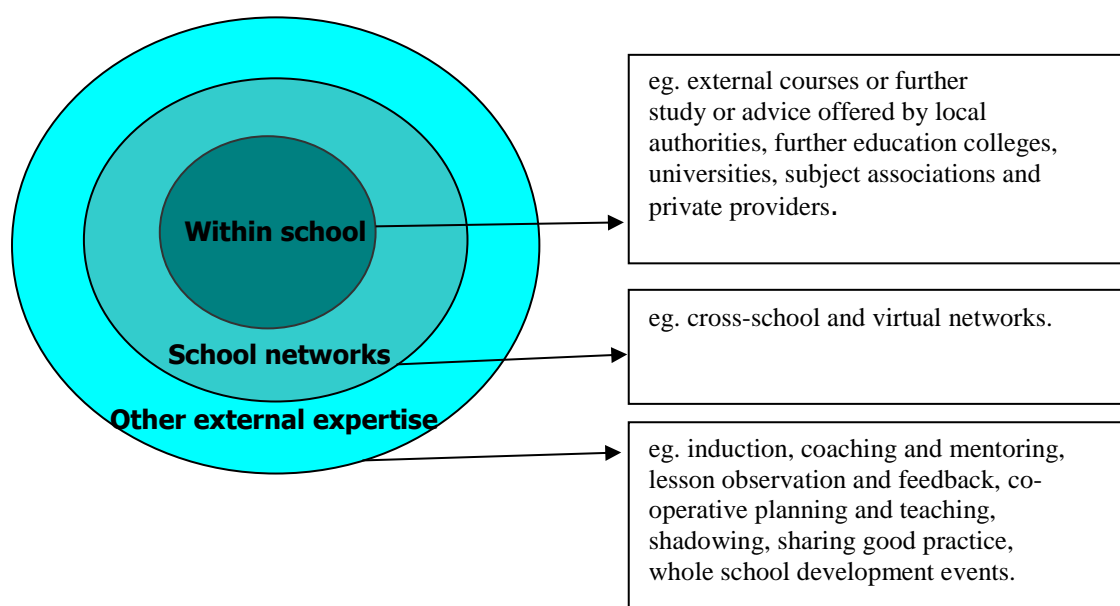 Within school
School networks
Other external expertise
eg. external courses or further
study or advice offered by local
authorities, further education colleges,
universities, subject associations and
private providers.
eg. cross-school and virtual networks.
eg. induction, coaching and mentoring,
lesson observation and feedback, co-
operative planning and teaching,
shadowing, sharing good practice,
whole school development events.